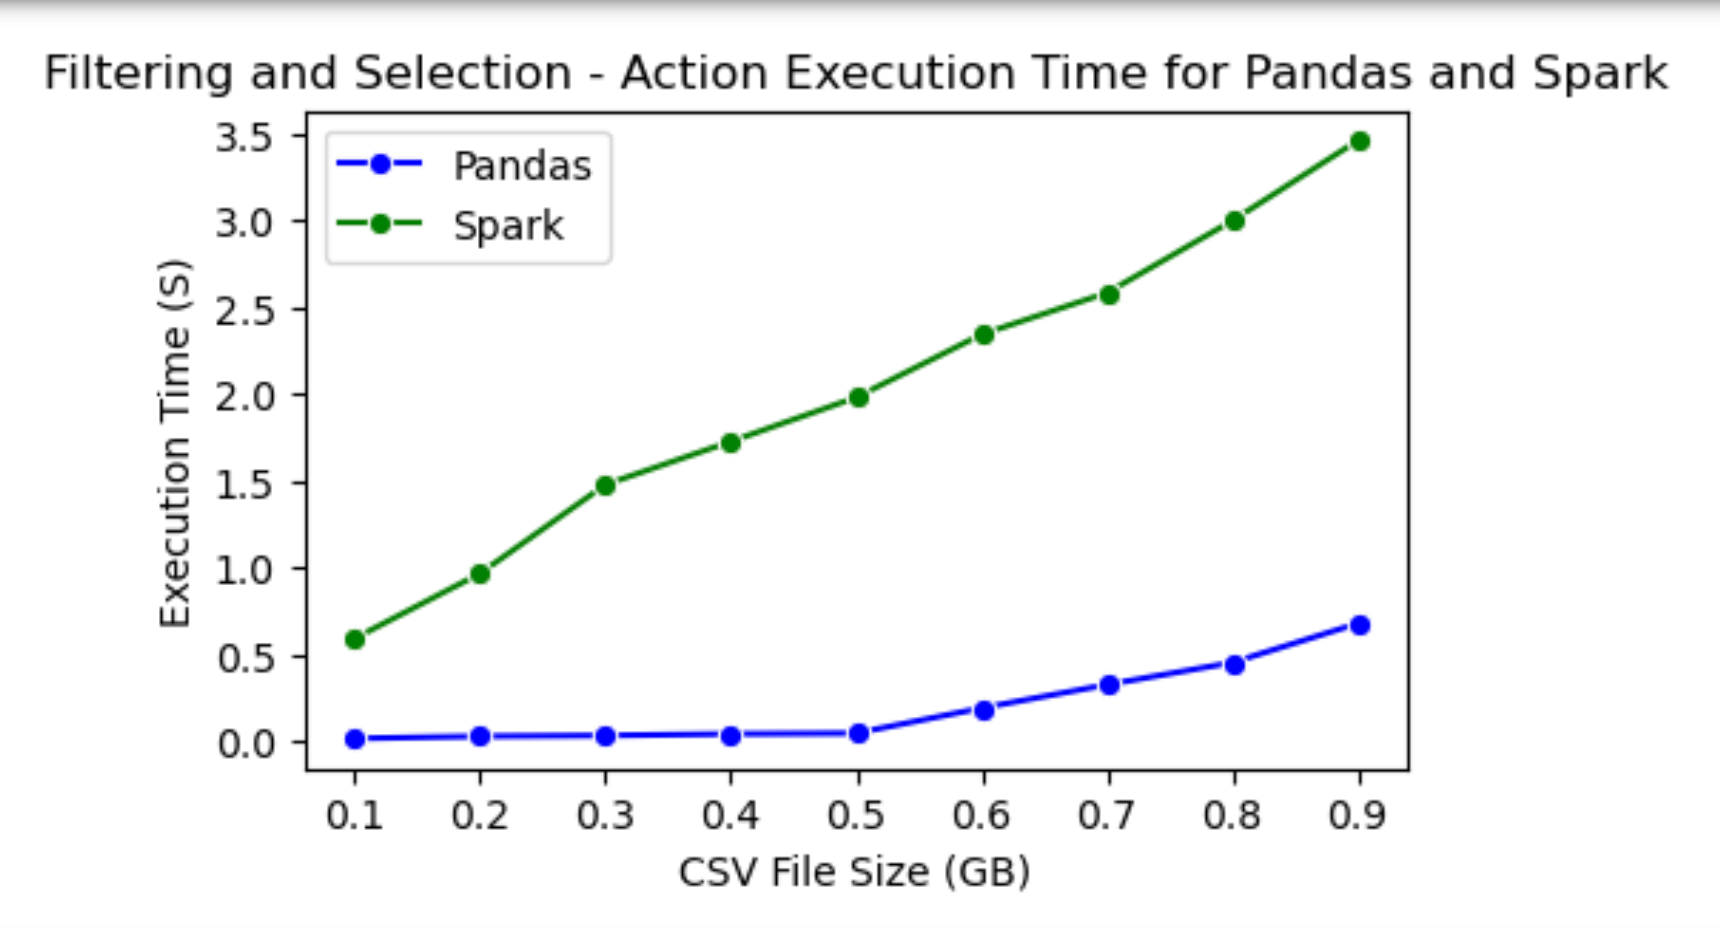 Filtering and Selection - Action Execution Time for Pandas and Spark
Pandas
Spark
Execution Time (S)
3.5
3.0
2.5
2.0
1.5
1.0
0.5
0.0
0.1 0.2 0.3 0.4 0.5 0.6 0.7 0.8 0.9
CSV File Size (GB)